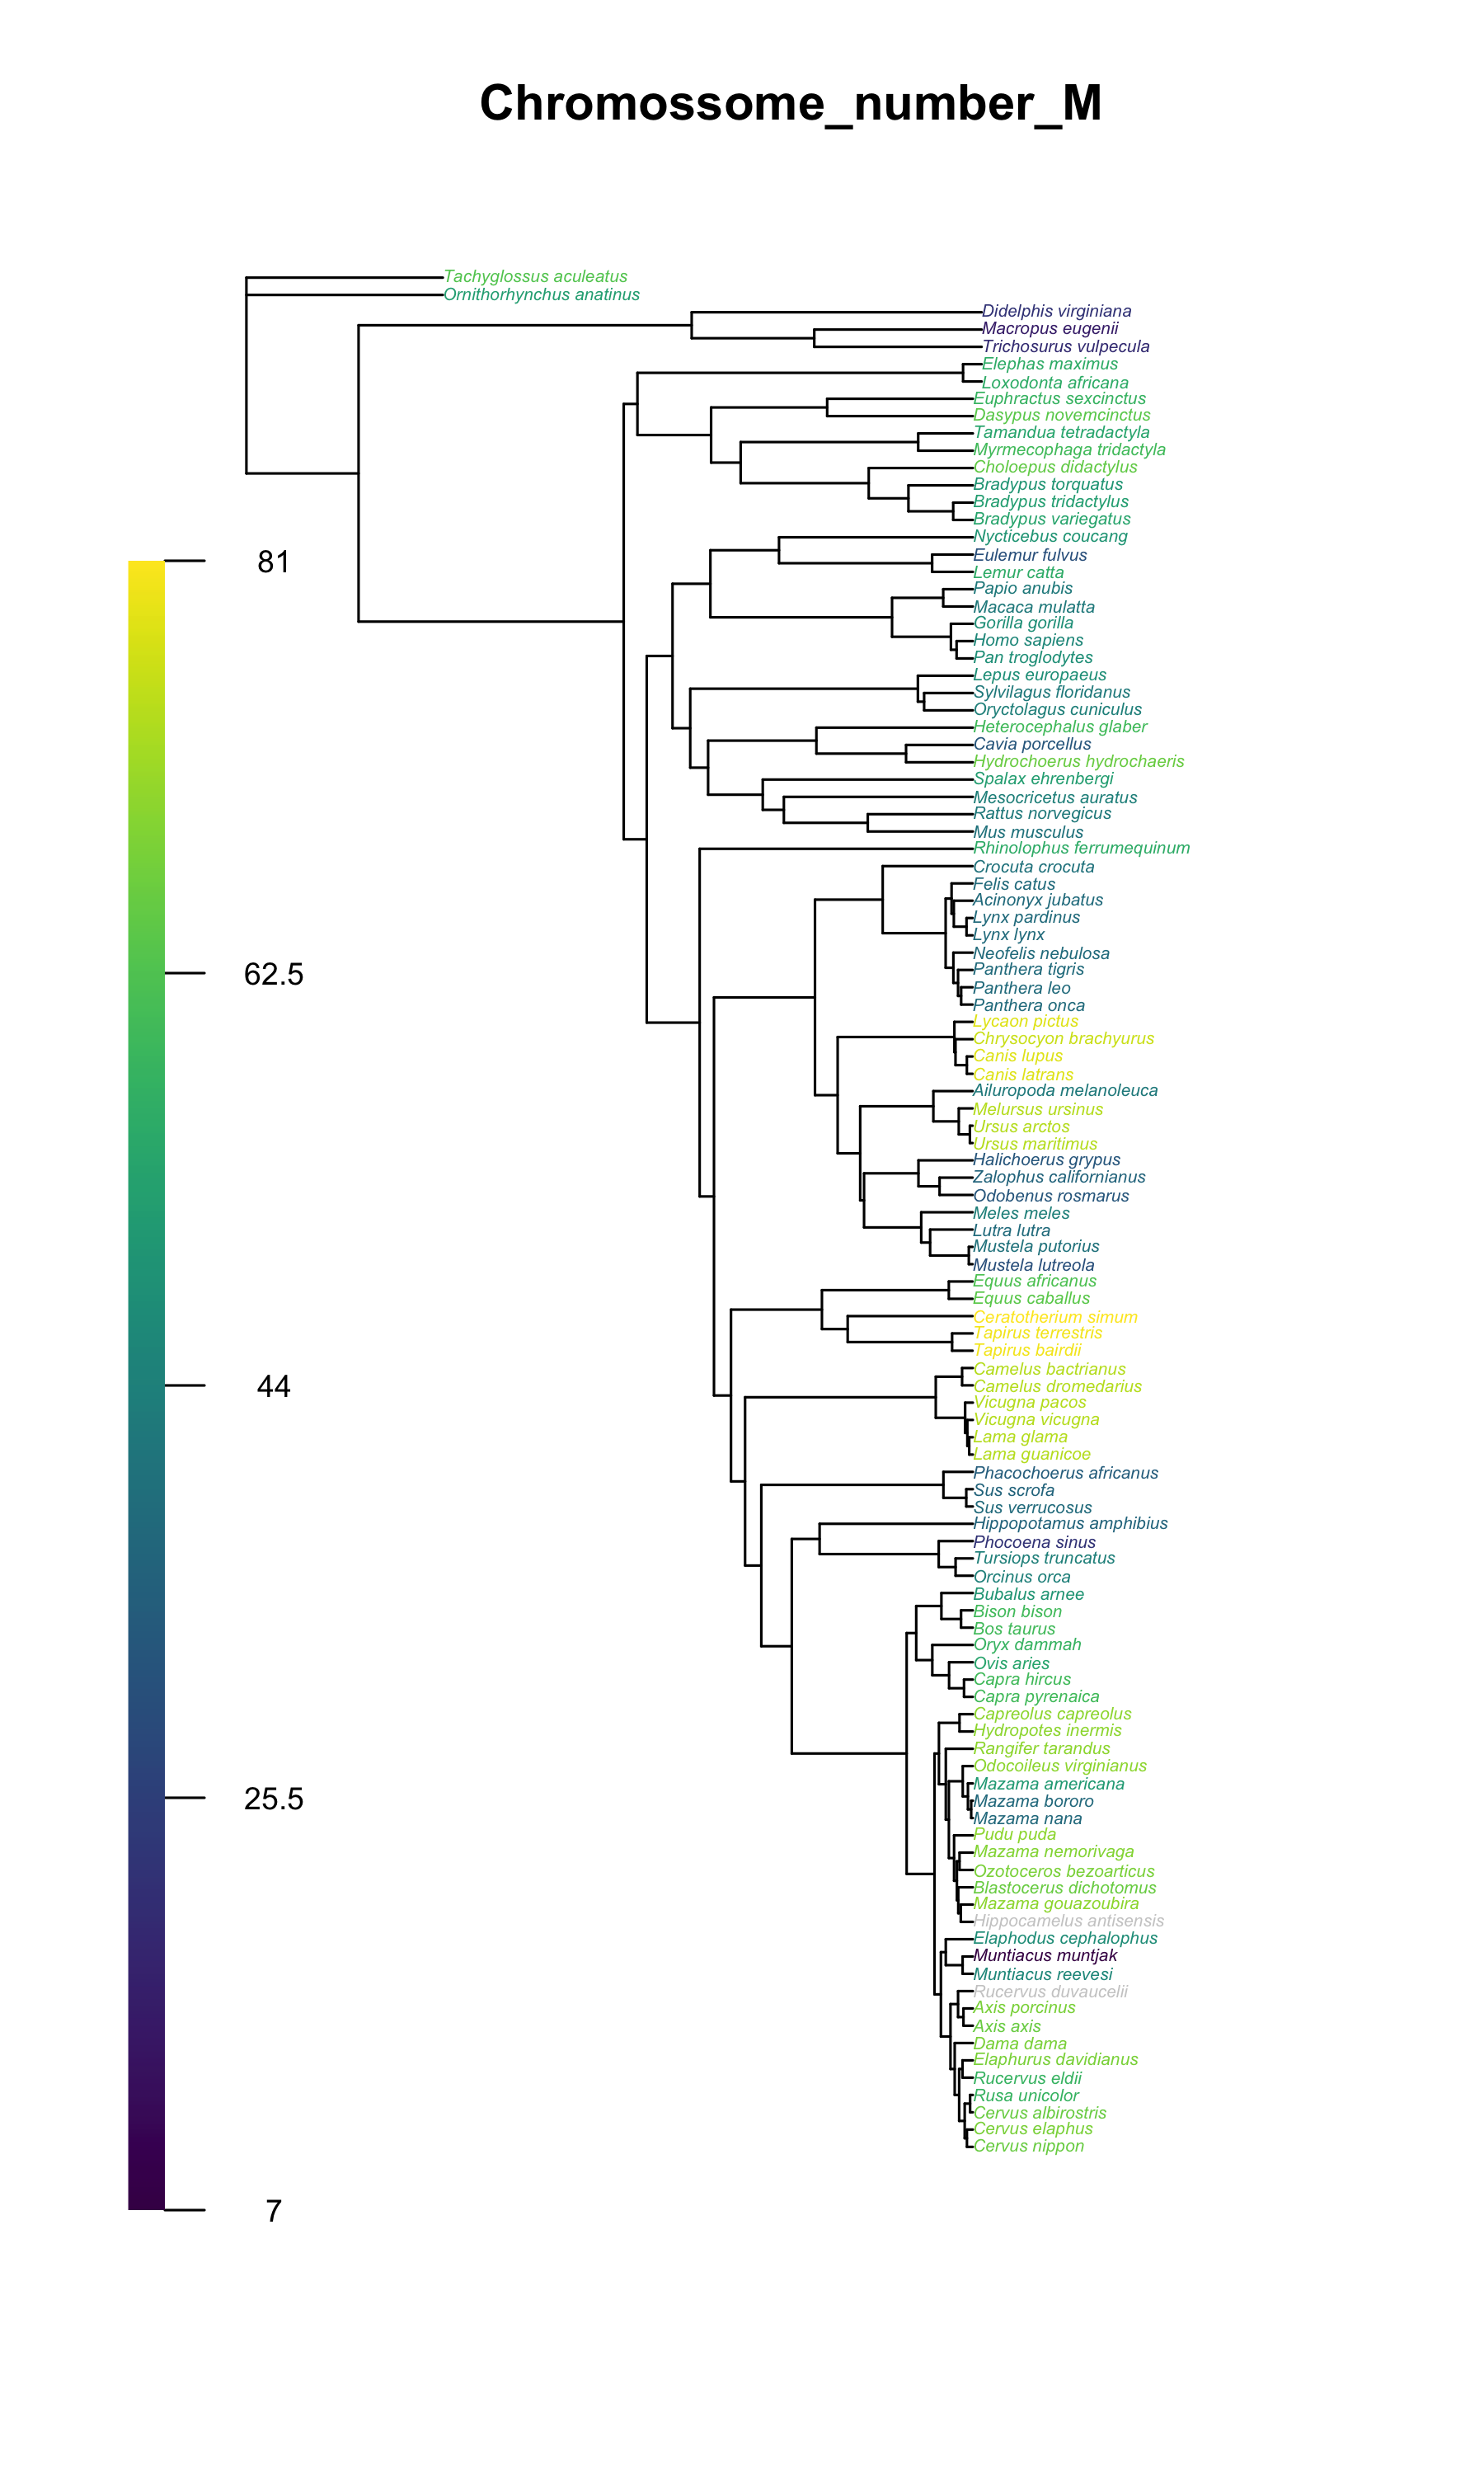 Chromossome_number_M
Tachyglossus aculeatus
Ornithorhynchus anatinus
Didelphis virginiana
Macropus eugenii
Trichosurus vulpecula
Elephas maximus
Loxodonta africana
Euphractus sexcinctus
Dasypus novemcinctus
Tamandua tetradactyla
Myrmecophaga tridactyla
Choloepus didactylus
Bradypus torquatus
Bradypus tridactylus
Bradypus variegatus
Nycticebus coucang
Eulemur fulvus
Lemur catta
Papio anubis
Macaca mulatta
Gorilla gorilla
Homo sapiens
Pan troglodytes
Lepus europaeus
Sylvilagus floridanus
Oryctolagus cuniculus
Heterocephalus glaber
Cavia porcellus
Hydrochoerus hydrochaeris
Spalax ehrenbergi
Mesocricetus auratus
Rattus norvegicus
Mus musculus
Rhinolophus ferrumequinum
Crocuta crocuta
Felis catus
Acinonyx jubatus
Lynx pardinus
Lynx lynx
Neofelis nebulosa
Panthera tigris
Panthera leo
Panthera onca
Lycaon pictus
Chrysocyon brachyurus
Canis lupus
Canis latrans
Ailuropoda melanoleuca
Melursus ursinus
Ursus arctos
Ursus maritimus
Halichoerus grypus
Zalophus californianus
Odobenus rosmarus
Meles meles
Lutra lutra
Mustela putorius
Mustela lutreola
Equus africanus
Equus caballus
Ceratotherium simum
Tapirus terrestris
Tapirus bairdii
Camelus bactrianus
Camelus dromedarius
Vicugna pacos
Vicugna vicugna
Lama glama
Lama guanicoe
Phacochoerus africanus
Sus scrofa
Sus verrucosus
Hippopotamus amphibius
Phocoena sinus
Tursiops truncatus
Orcinus orca
Bubalus arnee
Bison bison
Bos taurus
Oryx dammah
Ovis aries
Capra hircus
Capra pyrenaica
Capreolus capreolus
Hydropotes inermis
Rangifer tarandus
Odocoileus virginianus
Mazama americana
Mazama bororo
Mazama nana
Pudu puda
Mazama nemorivaga
Ozotoceros bezoarticus
Blastocerus dichotomus
Mazama gouazoubira
Hippocamelus antisensis
Elaphodus cephalophus
Muntiacus muntjak
Muntiacus reevesi
Rucervus duvaucelii
Axis porcinus
Axis axis
Dama dama
Elaphurus davidianus
Rucervus eldii
Rusa unicolor
Cervus albirostris
Cervus elaphus
Cervus nippon
81
62.5
44
25.5
7